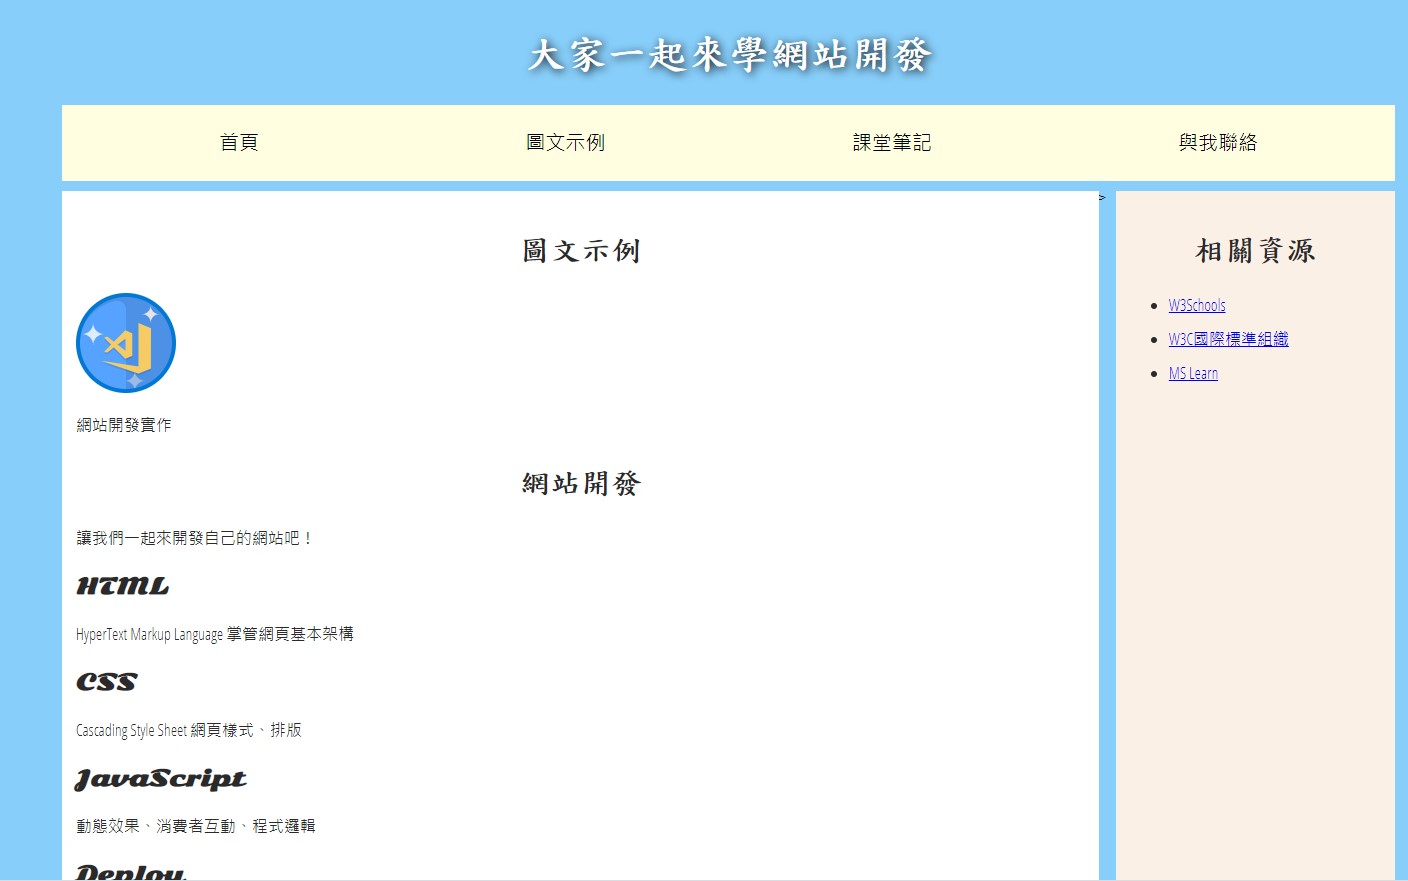 大家一起來學網站開發
首頁 圖文示例 課堂筆記 與我聯絡
圖文示例
網站開發實作
網站開發
讓我們一起來開發自己的網站吧！
HTML
HyperText Markup Language 掌管網頁基本架構
CSS
Cascading Style Sheet 網頁樣式、排版
JavaScript
動態效果、消費者互動、程式邏輯
Deploy
>
相關資源
W3Schools
W3C國際標準組織
MS Learn